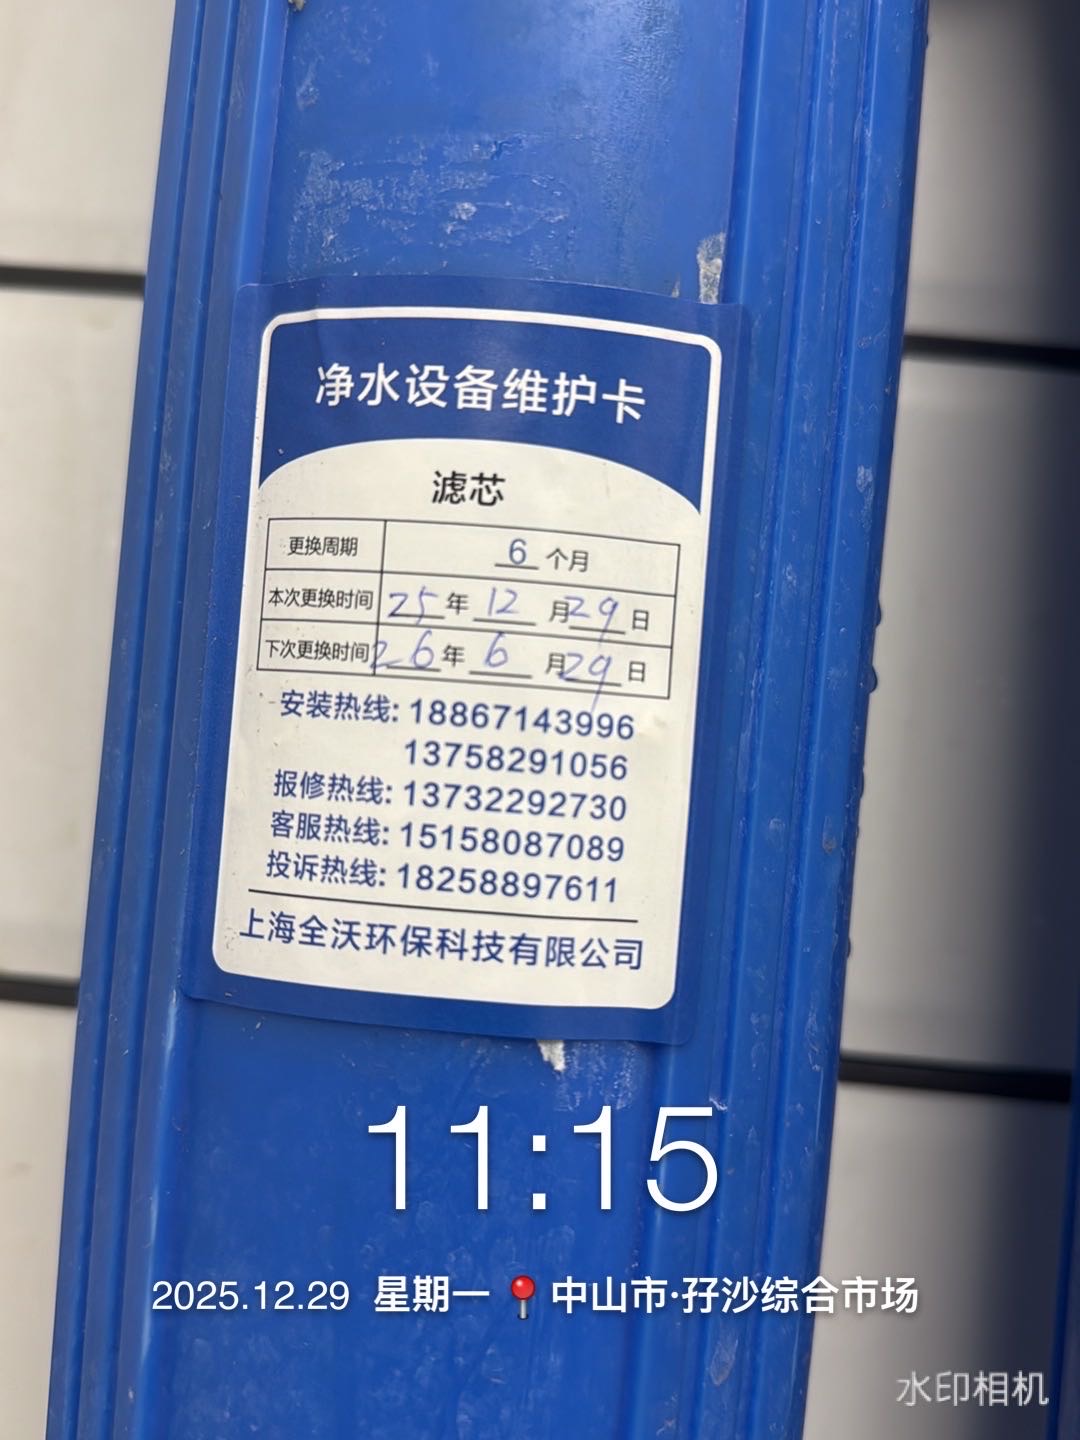 净水设备维护卡
滤芯
更换周期 6 个月
本次更换时间 25 年 12 月 29 日
下次更换时间 26 年 6 月 29 日
安装热线: 18867143996
13758291056
报修热线: 13732292730
客服热线: 15158087089
投诉热线: 18258897611
上海全沃环保科技有限公司
11:15
2025.12.29 星期一 📍中山市·孖沙综合市场
水印相机